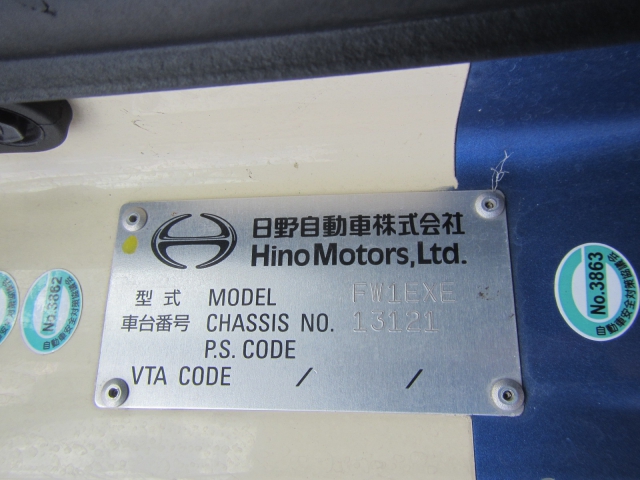 日野自動車株式会社
Hino Motors, Ltd.
型式 MODEL FW1EXE
車台番号 CHASSIS NO. 13121
P.S. CODE
VTA CODE / /
No.3862
No.3863